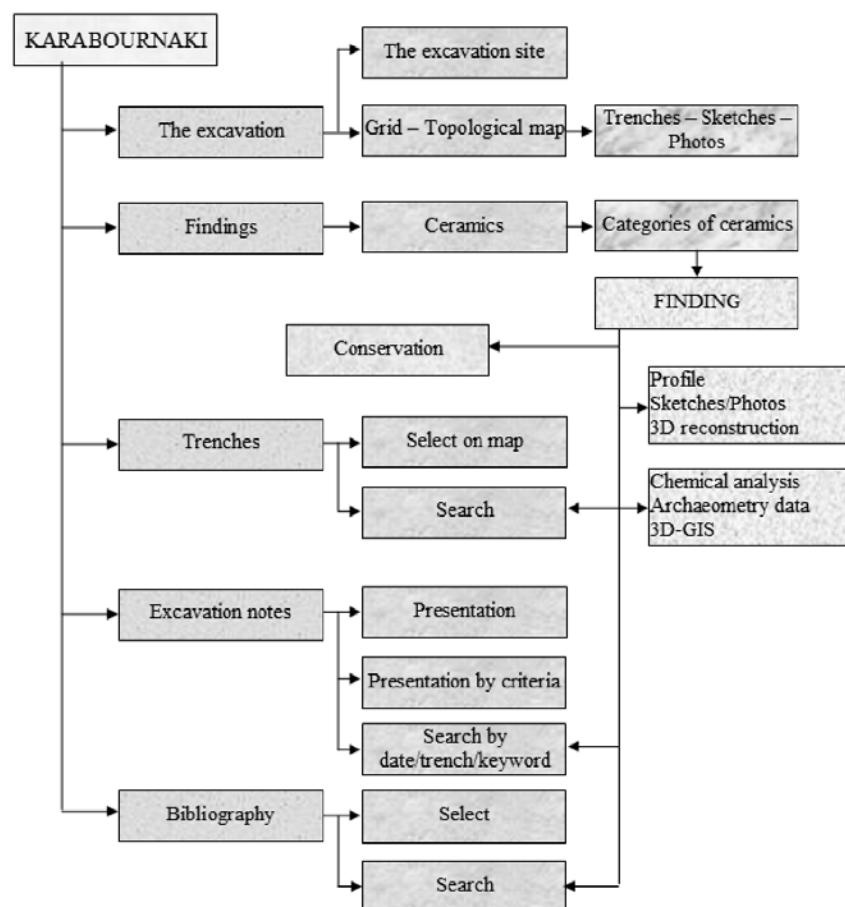 KARABOURNAKI
The excavation site
The excavation
Grid – Topological map
Trenches – Sketches –
Photos
Findings
Ceramics
Categories of ceramics
FINDING
Conservation
Profile
Sketches/Photos
3D reconstruction
Trenches
Select on map
Search
Chemical analysis
Archaeometry data
3D-GIS
Excavation notes
Presentation
Presentation by criteria
Search by
date/trench/keyword
Bibliography
Select
Search